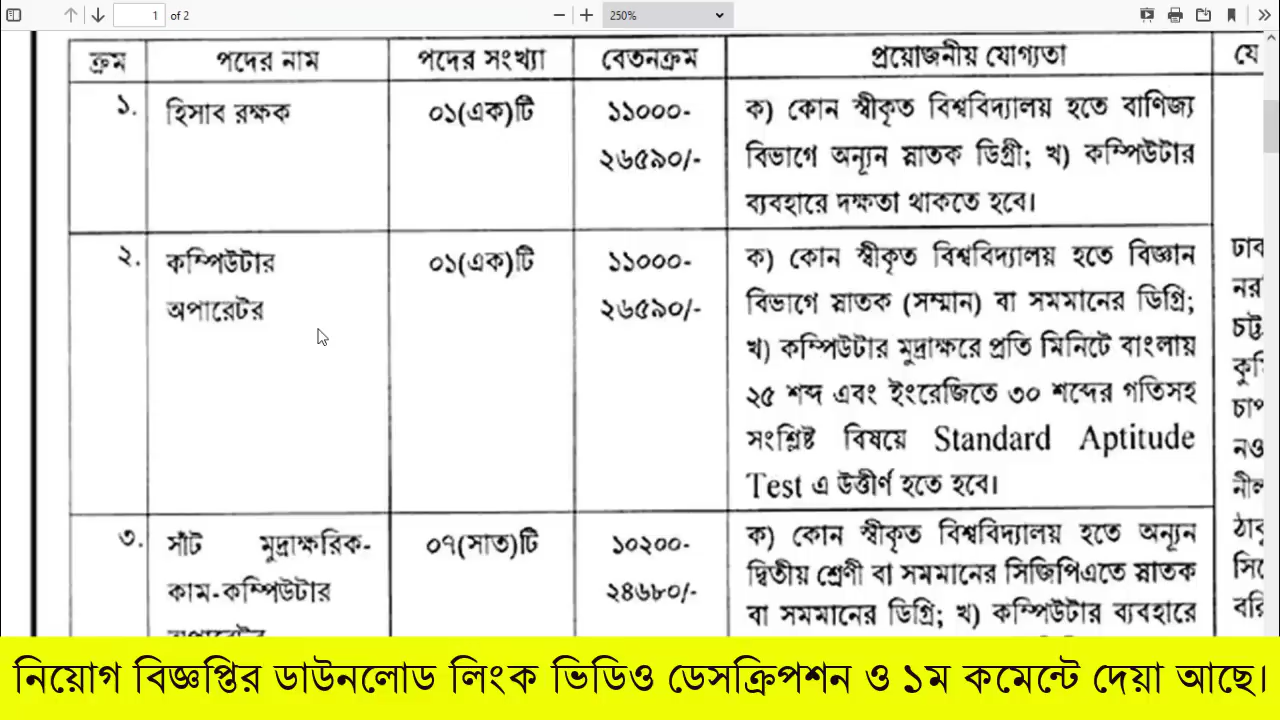 1 of 2 250%
ক্রম পদের নাম পদের সংখ্যা বেতনক্রম প্রয়োজনীয় যোগ্যতা যে
১. হিসাব রক্ষক ০১(এক)টি ১১০০০- ক) কোন স্বীকৃত বিশ্ববিদ্যালয় হতে বাণিজ্য
২৬৫৯০/- বিভাগে অন্যূন স্নাতক ডিগ্রী; খ) কম্পিউটার
ব্যবহারে দক্ষতা থাকতে হবে।
২. কম্পিউটার ০১(এক)টি ১১০০০- ক) কোন স্বীকৃত বিশ্ববিদ্যালয় হতে বিজ্ঞান
অপারেটর ২৬৫৯০/- বিভাগে স্নাতক (সম্মান) বা সমমানের ডিগ্রি;
খ) কম্পিউটার মুদ্রাক্ষরে প্রতি মিনিটে বাংলায়
২৫ শব্দ এবং ইংরেজিতে ৩০ শব্দের গতিসহ
সংশ্লিষ্ট বিষয়ে Standard Aptitude
Test এ উত্তীর্ণ হতে হবে।
৩. সাঁট মুদ্রাক্ষরিক- ০৭(সাত)টি ১০২০০- ক) কোন স্বীকৃত বিশ্ববিদ্যালয় হতে অন্যূন
দ্বিতীয় শ্রেণী বা সমমানের সিজিপিএতে স্নাতক
কাম-কম্পিউটার ২৪৬৮০/- বা সমমানের ডিগ্রি; খ) কম্পিউটার ব্যবহারে
নিয়োগ বিজ্ঞপ্তির ডাউনলোড লিংক ভিডিও ডেসক্রিপশন ও ১ম কমেন্টে দেয়া আছে।